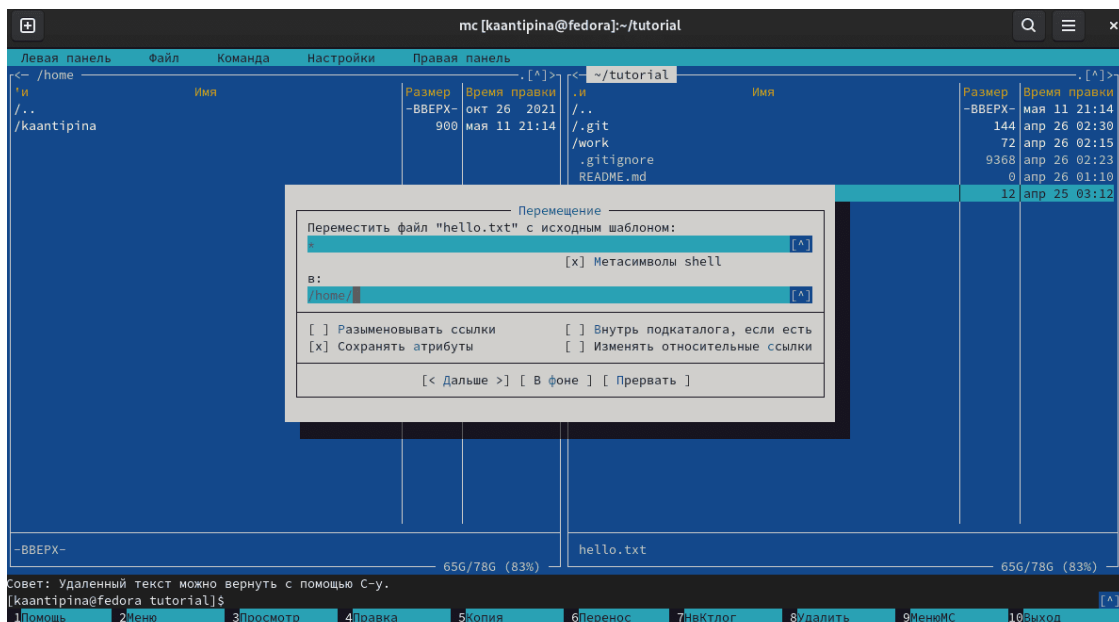 mc [kaantipina@fedora]:~/tutorial
Левая панель Файл Команда Настройки Правая панель
<— /home .[^]> <— ~/tutorial .[^]>
'и Имя Размер Время правки .и Имя Размер Время правки
/.. -ВВЕРХ- окт 26 2021 /.. -ВВЕРХ- мая 11 21:14
/kaantipina 900 мая 11 21:14 /.git 144 апр 26 02:30
/work 72 апр 26 02:15
.gitignore 9368 апр 26 02:23
README.md 0 апр 26 01:10
12 апр 25 03:12
Перемещение
Переместить файл "hello.txt" с исходным шаблоном:
* [^]
[x] Метасимволы shell
в:
/home/ [^]
[ ] Разыменовывать ссылки [ ] Внутрь подкаталога, если есть
[x] Сохранять атрибуты [ ] Изменять относительные ссылки
[< Дальше >] [ В фоне ] [ Прервать ]
-ВВЕРХ- hello.txt
65G/78G (83%) 65G/78G (83%)
Совет: Удаленный текст можно вернуть с помощью C-y.
[kaantipina@fedora tutorial]$ [^]
1Помощь 2Меню 3Просмотр 4Правка 5Копия 6Перенос 7НвКтлог 8Удалить 9МенюMC 10Выход